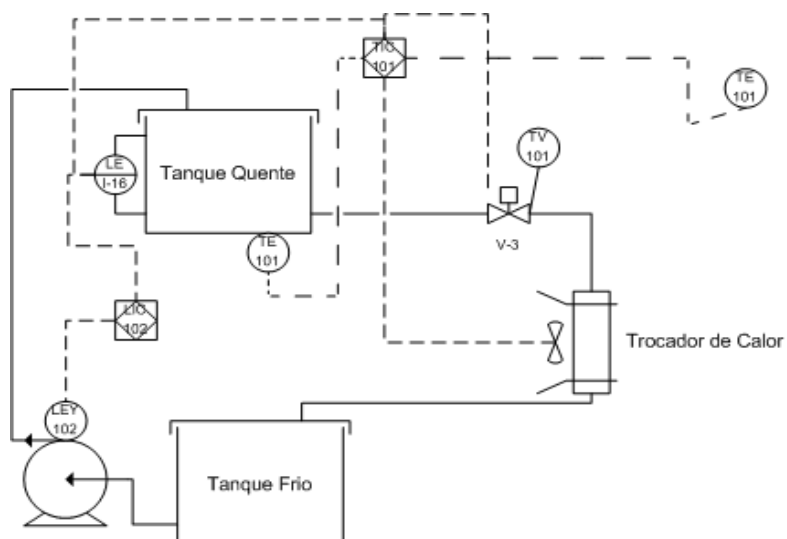 TIC
101
TE
101
LE
I-16
Tanque Quente
TV
101
TE
101
V-3
LIC
102
Trocador de Calor
LEY
102
Tanque Frio